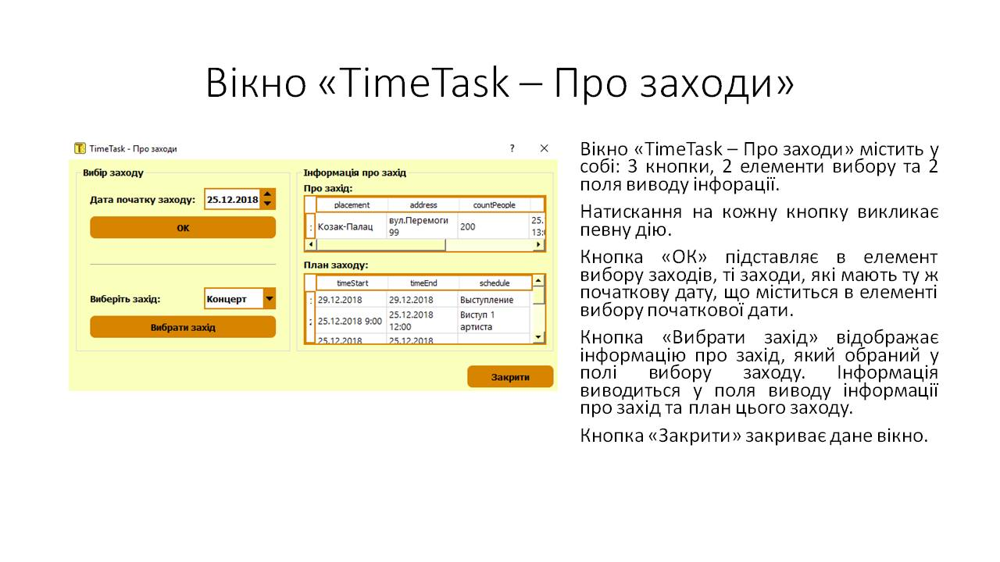 Вікно «TimeTask – Про заходи»
TimeTask - Про заходи
?
Вибір заходу
Дата початку заходу:
25.12.2018
ОК
Виберіть захід:
Концерт
Вибрати захід
Інформація про захід
Про захід:
placement address countPeople
Козак-Палац вул.Перемоги 200 25.
99 13:
План заходу:
timeStart timeEnd schedule
29.12.2018 29.12.2018 Выступление
2 25.12.2018 9:00 25.12.2018 Виступ 1
12:00 артиста
25.12.2018 25.12.2018
Закрити
Вікно «TimeTask – Про заходи» містить у
собі: 3 кнопки, 2 елементи вибору та 2
поля виводу інфорації.
Натискання на кожну кнопку викликає
певну дію.
Кнопка «ОК» підставляє в елемент
вибору заходів, ті заходи, які мають ту ж
початкову дату, що міститься в елементі
вибору початкової дати.
Кнопка «Вибрати захід» відображає
інформацію про захід, який обраний у
полі вибору заходу. Інформація
виводиться у поля виводу інформації
про захід та план цього заходу.
Кнопка «Закрити» закриває дане вікно.